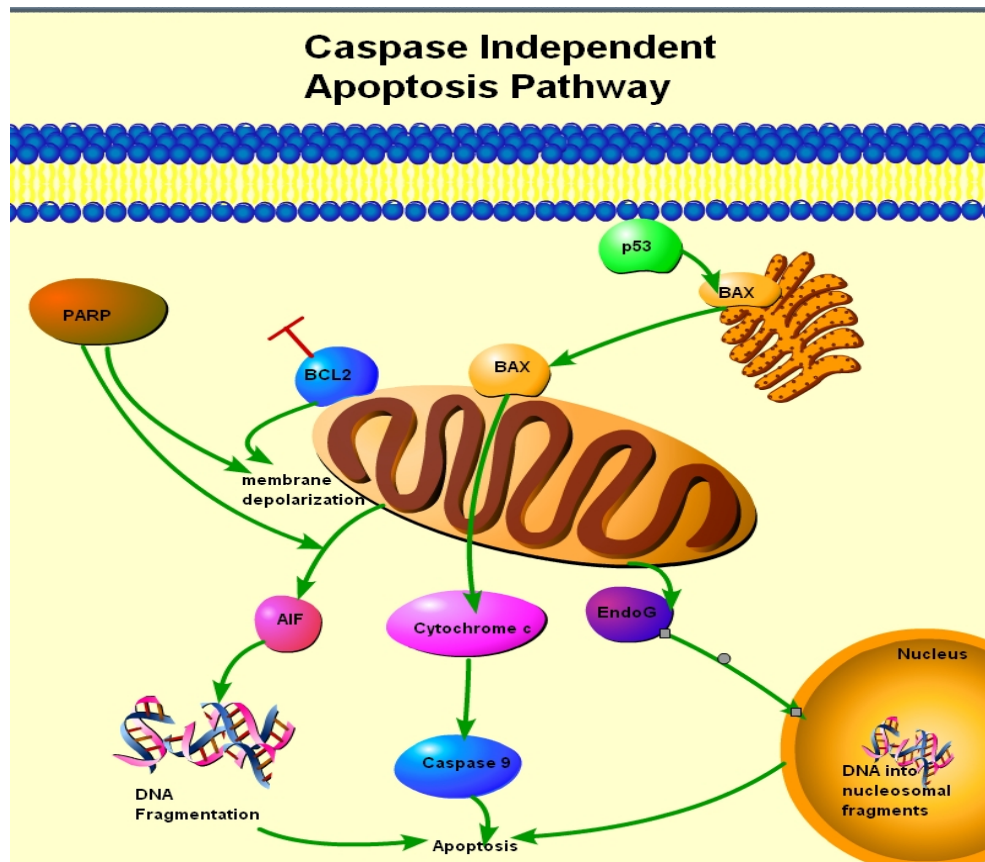 Caspase Independent
Apoptosis Pathway
p53
BAX
PARP
BCL2
BAX
membrane
depolarization
AIF
Cytochrome c
EndoG
Nucleus
Caspase 9
DNA into
nucleosomal
fragments
DNA
Fragmentation
Apoptosis